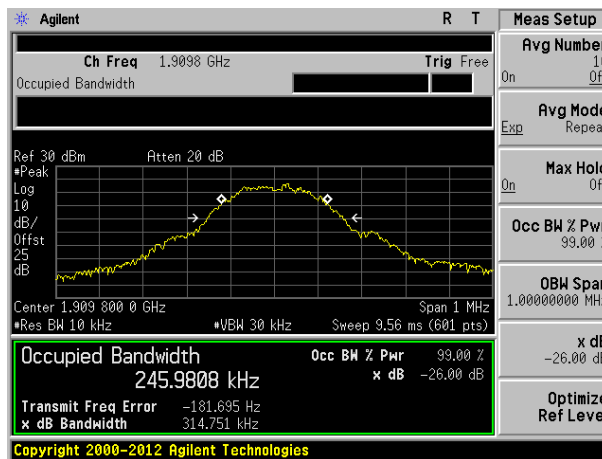 Agilent R T Meas Setup
Ch Freq 1.9098 GHz Trig Free
Occupied Bandwidth
Ref 30 dBm Atten 20 dB
#Peak
Log
10
dB/
Offst
25
dB
Center 1.909 800 0 GHz Span 1 MHz
#Res BW 10 kHz #VBW 30 kHz Sweep 9.56 ms (601 pts)
Occupied Bandwidth Occ BW % Pwr 99.00 %
245.9808 kHz x dB -26.00 dB
Transmit Freq Error -181.695 Hz
x dB Bandwidth 314.751 kHz
Copyright 2000-2012 Agilent Technologies
Avg Number
On
Avg Mode
Exp Repea
Max Hold
On Of
Occ BW % Pwr
99.00
OBW Span
1.00000000 MH
x dB
-26.00 dB
Optimize
Ref Level